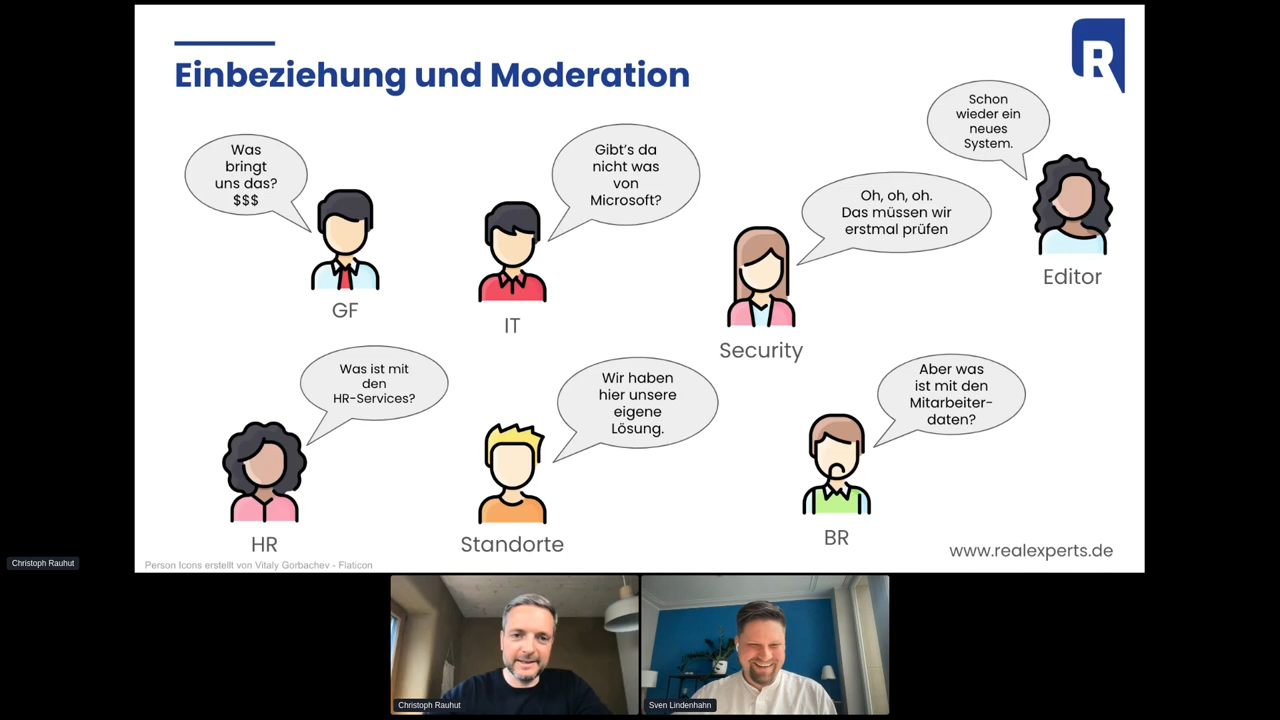 Einbeziehung und Moderation
R
Was
bringt
uns das?
$$$
GF
Gibt's da
nicht was
von
Microsoft?
IT
Oh, oh, oh.
Das müssen wir
erstmal prüfen
Security
Schon
wieder ein
neues
System.
Editor
Was ist mit
den
HR-Services?
HR
Wir haben
hier unsere
eigene
Lösung.
Standorte
Aber was
ist mit den
Mitarbeiter-
daten?
BR
www.realexperts.de
Person Icons erstellt von Vitaly Gorbachev - Flaticon
Christoph Rauhut
Christoph Rauhut
Sven Lindenhahn